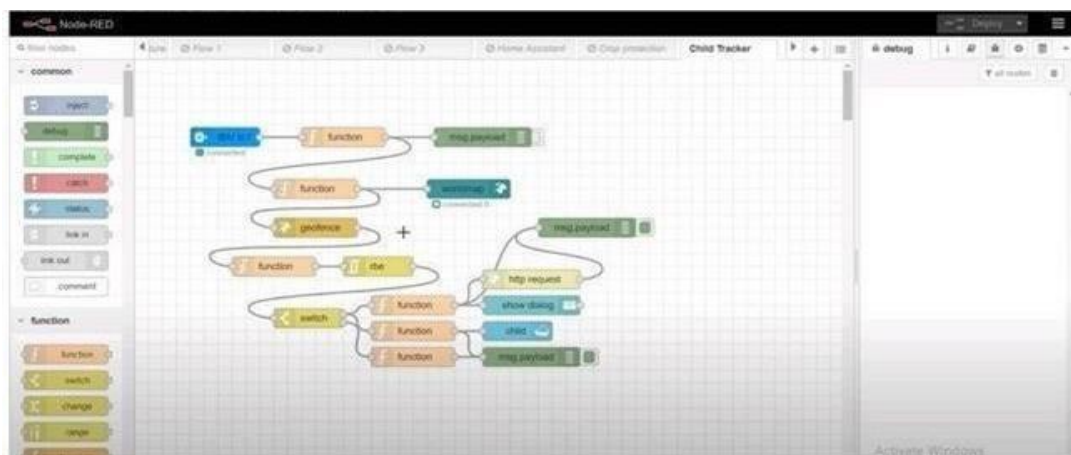 Node-RED
Deploy
filter nodes
Flow 1
Flow 2
Flow 3
Home Assistant
Crop protection
Child Tracker
debug
all nodes
common
inject
debug
complete
catch
status
link in
link out
comment
function
function
switch
change
range
function
msg.payload
connected
function
worldmap
geofence
msg.payload
function
rbe
http request
switch
function
show dialog
function
child
function
msg.payload
Activate Windows